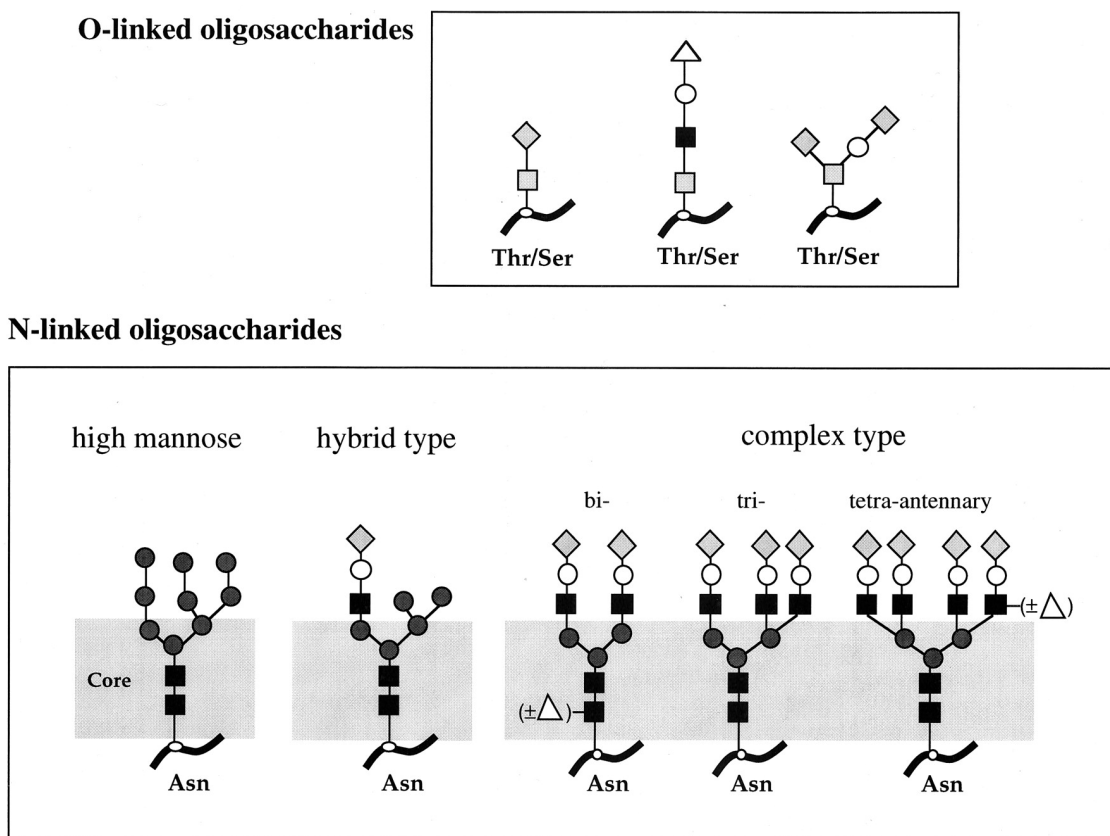 O-linked oligosaccharides
Thr/Ser Thr/Ser Thr/Ser
N-linked oligosaccharides
high mannose hybrid type complex type
bi- tri- tetra-antennary
(±△)
Core
(±△)
Asn Asn Asn Asn Asn